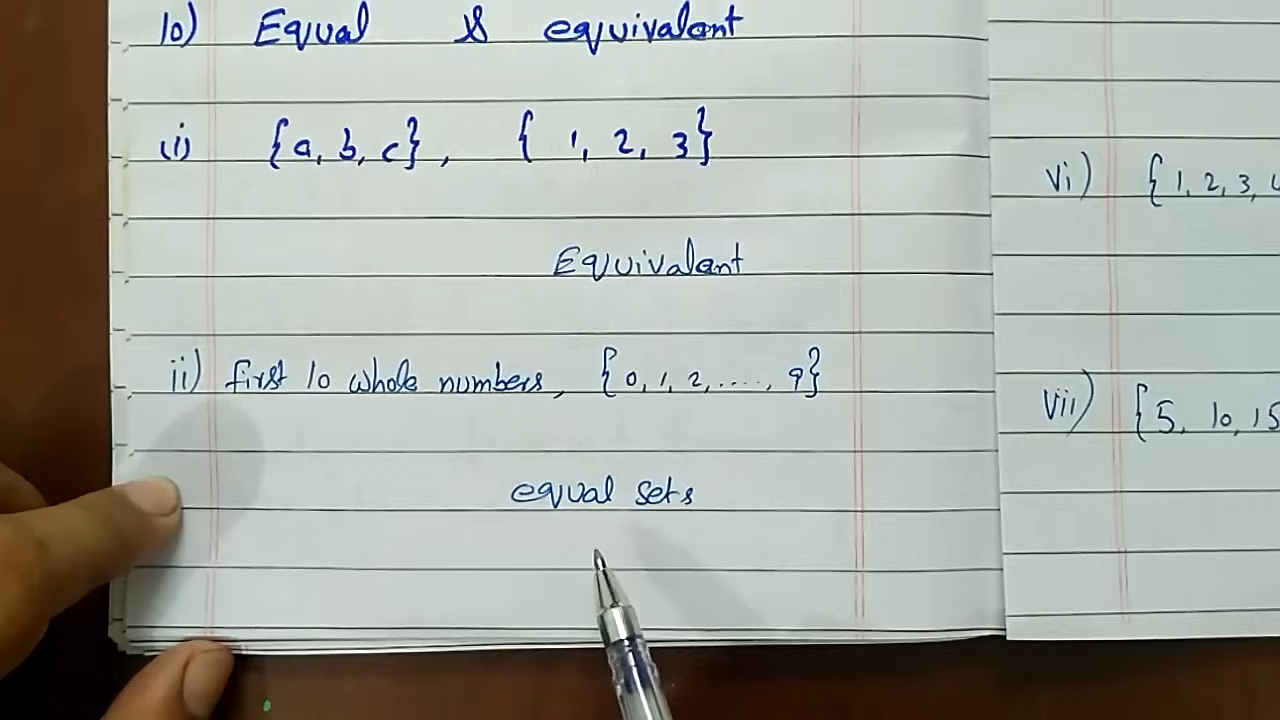 10) Equal & equivalent
(i) {a, b, c}, { 1, 2, 3}
Equivalent
ii) first 10 whole numbers, {0, 1, 2, ...., 9}
equal sets
vi) { 1, 2, 3, 4
vii) {5, 10, 15